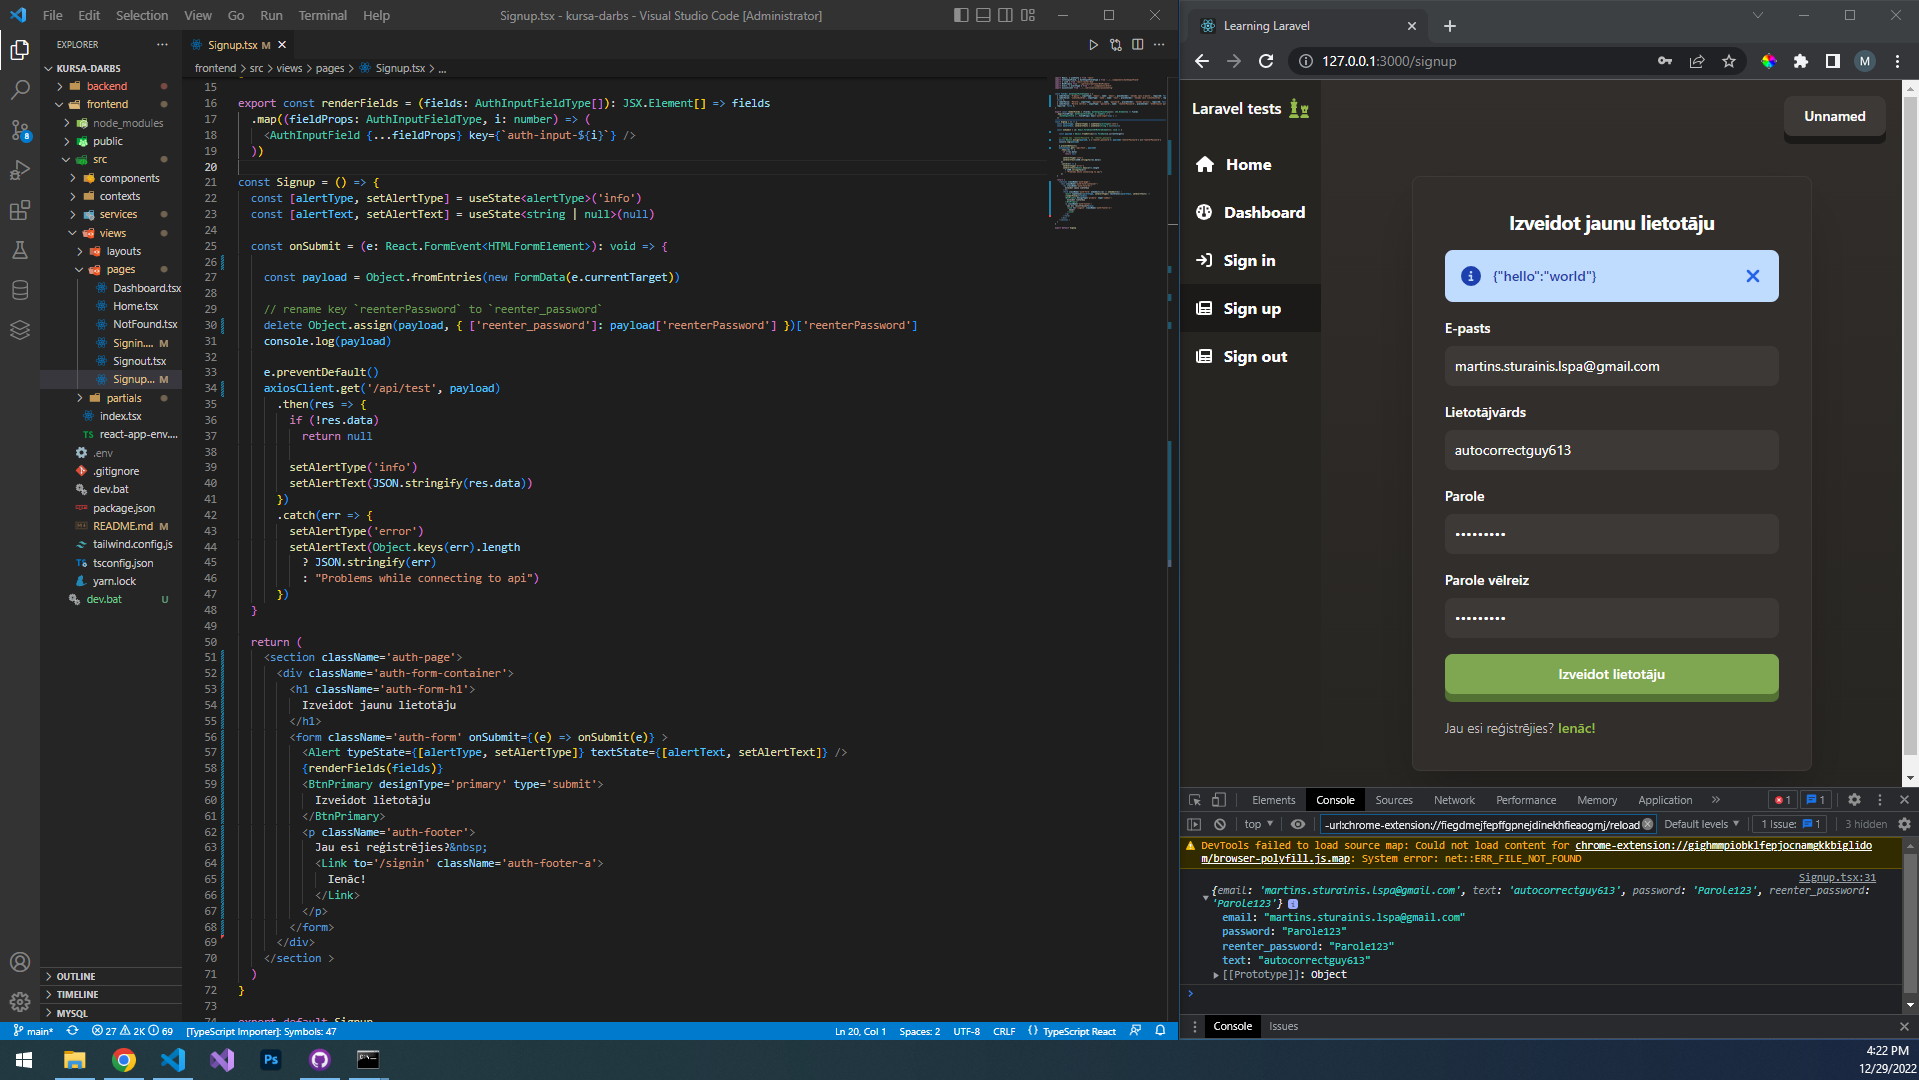 File Edit Selection View Go Run Terminal Help
Signup.tsx - kursa-darbs - Visual Studio Code [Administrator]
EXPLORER
KURSA-DARBS
backend
frontend
node_modules
public
src
components
contexts
services
views
layouts
pages
Dashboard.tsx
Home.tsx
NotFound.tsx
Signin.... M
Signout.tsx
Signup... M
partials
index.tsx
TS react-app-env....
.env
.gitignore
dev.bat
package.json
README.md M
tailwind.config.js
tsconfig.json
yarn.lock
dev.bat U
OUTLINE
TIMELINE
MYSQL
Signup.tsx M
frontend > src > views > pages > Signup.tsx > ...
15
16 export const renderFields = (fields: AuthInputFieldType[]): JSX.Element[] => fields
17 .map((fieldProps: AuthInputFieldType, i: number) => (
18 <AuthInputField {...fieldProps} key={`auth-input-${i}`} />
19 ))
20
21 const Signup = () => {
22 const [alertType, setAlertType] = useState<alertType>('info')
23 const [alertText, setAlertText] = useState<string | null>(null)
24
25 const onSubmit = (e: React.FormEvent<HTMLFormElement>): void => {
26
27 const payload = Object.fromEntries(new FormData(e.currentTarget))
28
29 // rename key `reenterPassword` to `reenter_password`
30 delete Object.assign(payload, { ['reenter_password']: payload['reenterPassword'] })['reenterPassword']
31 console.log(payload)
32
33 e.preventDefault()
34 axiosClient.get('/api/test', payload)
35 .then(res => {
36 if (!res.data)
37 return null
38
39 setAlertType('info')
40 setAlertText(JSON.stringify(res.data))
41 })
42 .catch(err => {
43 setAlertType('error')
44 setAlertText(Object.keys(err).length
45 ? JSON.stringify(err)
46 : "Problems while connecting to api")
47 })
48 }
49
50 return (
51 <section className='auth-page'>
52 <div className='auth-form-container'>
53 <h1 className='auth-form-h1'>
54 Izveidot jaunu lietotāju
55 </h1>
56 <form className='auth-form' onSubmit={(e) => onSubmit(e)} >
57 <Alert typeState={[alertType, setAlertType]} textState={[alertText, setAlertText]} />
58 {renderFields(fields)}
59 <BtnPrimary designType='primary' type='submit'>
60 Izveidot lietotāju
61 </BtnPrimary>
62 <p className='auth-footer'>
63 Jau esi reģistrējies?&nbsp;
64 <Link to='/signin' className='auth-footer-a'>
65 Ienāc!
66 </Link>
67 </p>
68 </form>
69 </div>
70 </section >
71 )
72 }
73
74 export default Signup
main* 27 2K 69 [TypeScript Importer]: Symbols: 47 Ln 20, Col 1 Spaces: 2 UTF-8 CRLF TypeScript React
Learning Laravel
127.0.0.1:3000/signup
M
Laravel tests
Unnamed
Home
Dashboard
Sign in
Sign up
Sign out
Izveidot jaunu lietotāju
{"hello":"world"}
E-pasts
martins.sturainis.lspa@gmail.com
Lietotājvārds
autocorrectguy613
Parole
•••••••••
Parole vēlreiz
•••••••••
Izveidot lietotāju
Jau esi reģistrējies? Ienāc!
Elements Console Sources Network Performance Memory Application » 1 1
top -url:chrome-extension://fiegdmejfepffgpnejdinekhfieaogmj/reload Default levels 1 Issue: 1 3 hidden
DevTools failed to load source map: Could not load content for chrome-extension://gighmmpiobklfepjocnamgkkbiglido
m/browser-polyfill.js.map: System error: net::ERR_FILE_NOT_FOUND
Signup.tsx:31
{email: 'martins.sturainis.lspa@gmail.com', text: 'autocorrectguy613', password: 'Parole123', reenter_password:
'Parole123'}
email: "martins.sturainis.lspa@gmail.com"
password: "Parole123"
reenter_password: "Parole123"
text: "autocorrectguy613"
[[Prototype]]: Object
Console Issues
Ps
4:22 PM
12/29/2022